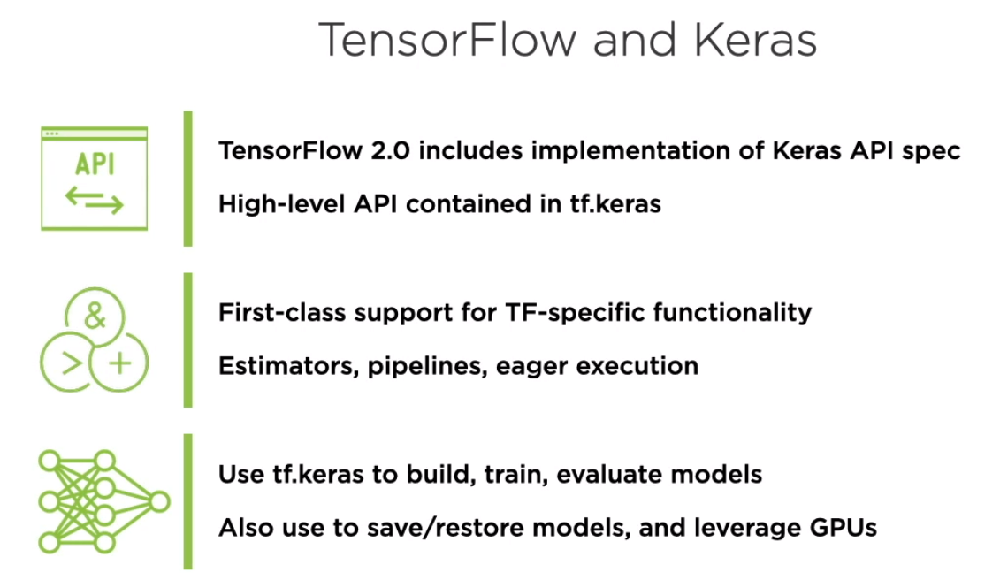 TensorFlow and Keras
API
TensorFlow 2.0 includes implementation of Keras API spec
High-level API contained in tf.keras
&
> +
First-class support for TF-specific functionality
Estimators, pipelines, eager execution
Use tf.keras to build, train, evaluate models
Also use to save/restore models, and leverage GPUs